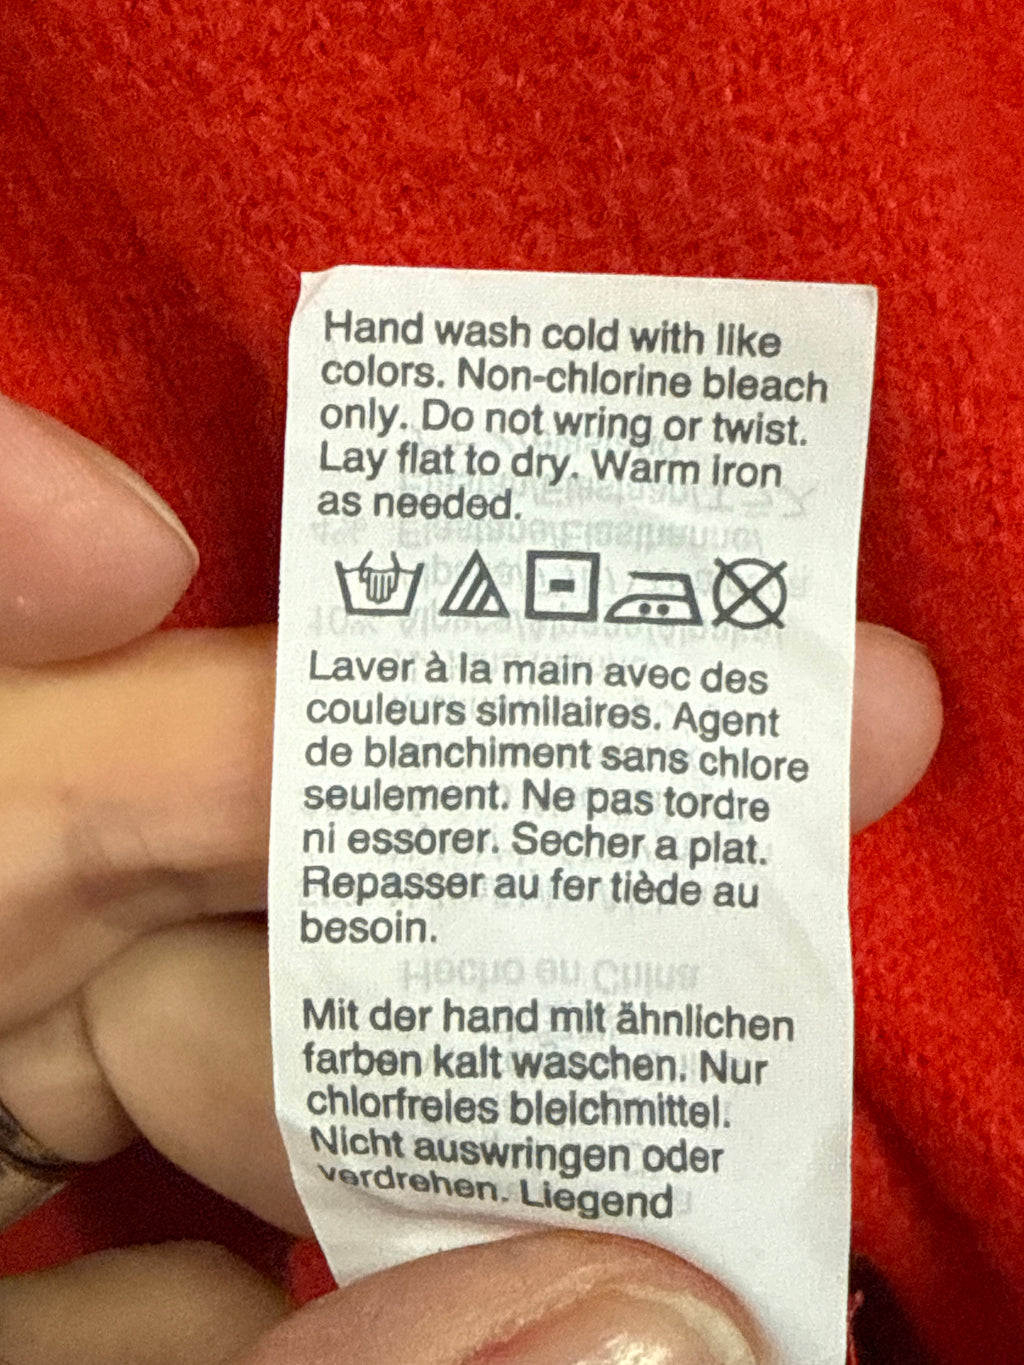 Hand wash cold with like
colors. Non-chlorine bleach
only. Do not wring or twist.
Lay flat to dry. Warm iron
as needed.
Laver à la main avec des
couleurs similaires. Agent
de blanchiment sans chlore
seulement. Ne pas tordre
ni essorer. Secher a plat.
Repasser au fer tiède au
besoin.
Hecho en China
Mit der hand mit ähnlichen
farben kalt waschen. Nur
chlorfreies bleichmittel.
Nicht auswringen oder
verdrehen. Liegend